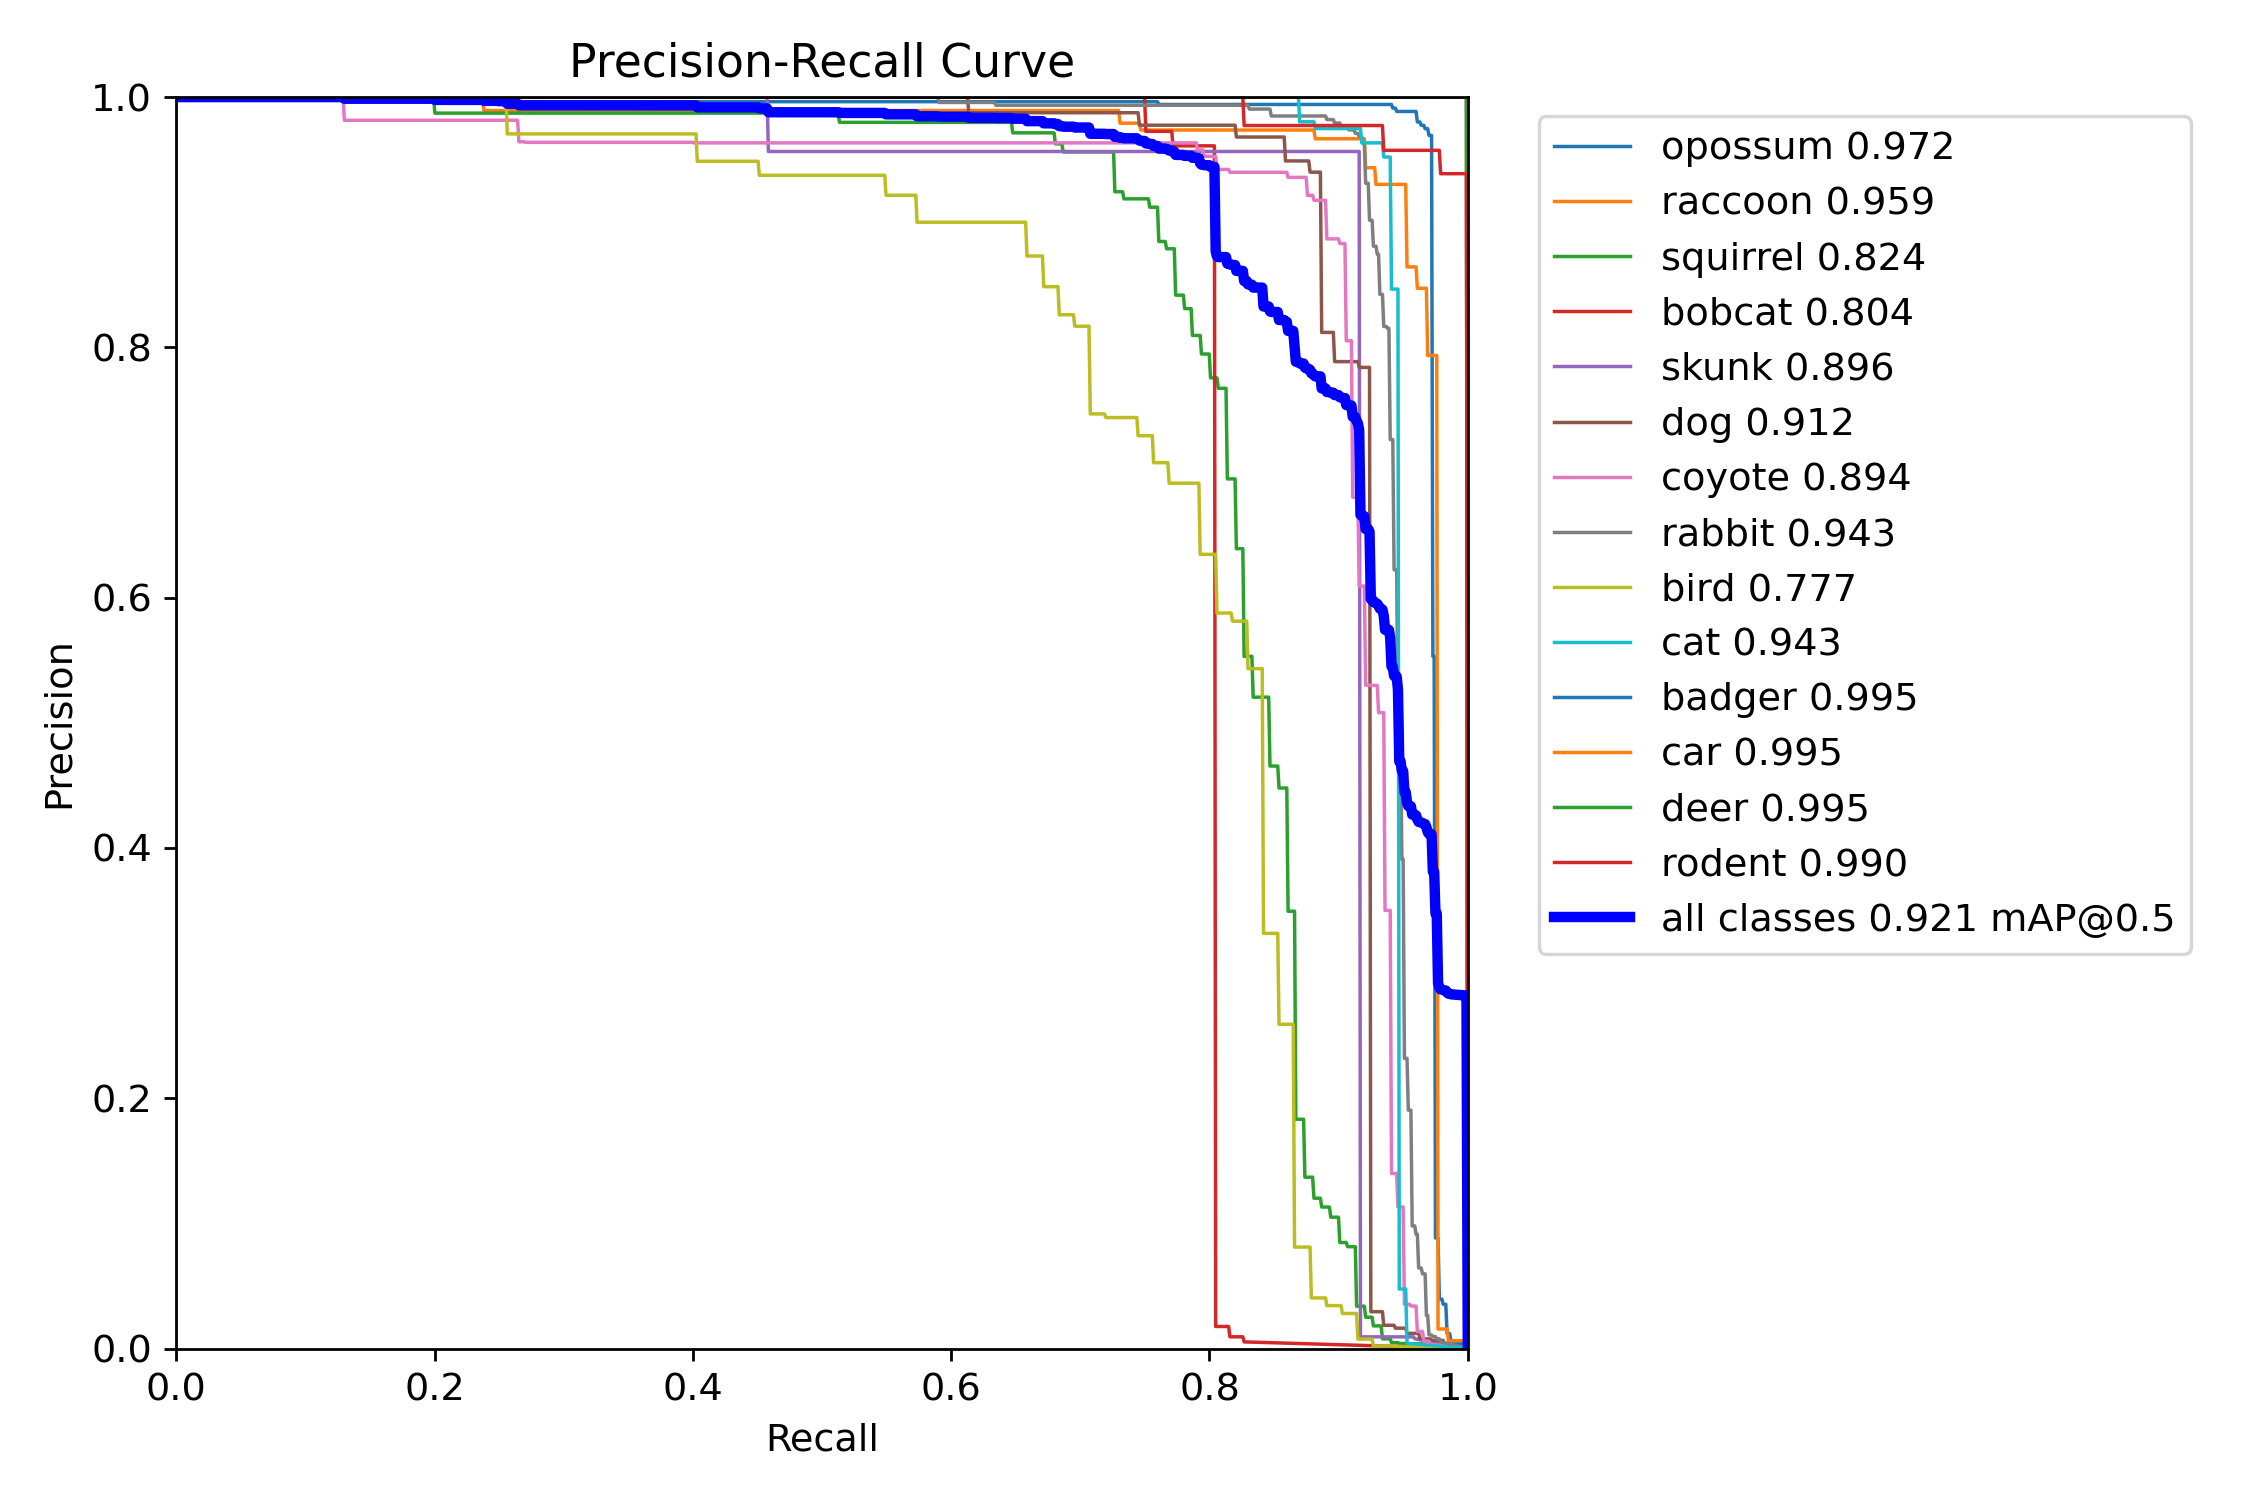 Precision-Recall Curve
1.0
0.8
0.6
0.4
0.2
0.0
Precision
0.0 0.2 0.4 0.6 0.8 1.0
Recall
opossum 0.972
raccoon 0.959
squirrel 0.824
bobcat 0.804
skunk 0.896
dog 0.912
coyote 0.894
rabbit 0.943
bird 0.777
cat 0.943
badger 0.995
car 0.995
deer 0.995
rodent 0.990
all classes 0.921 mAP@0.5